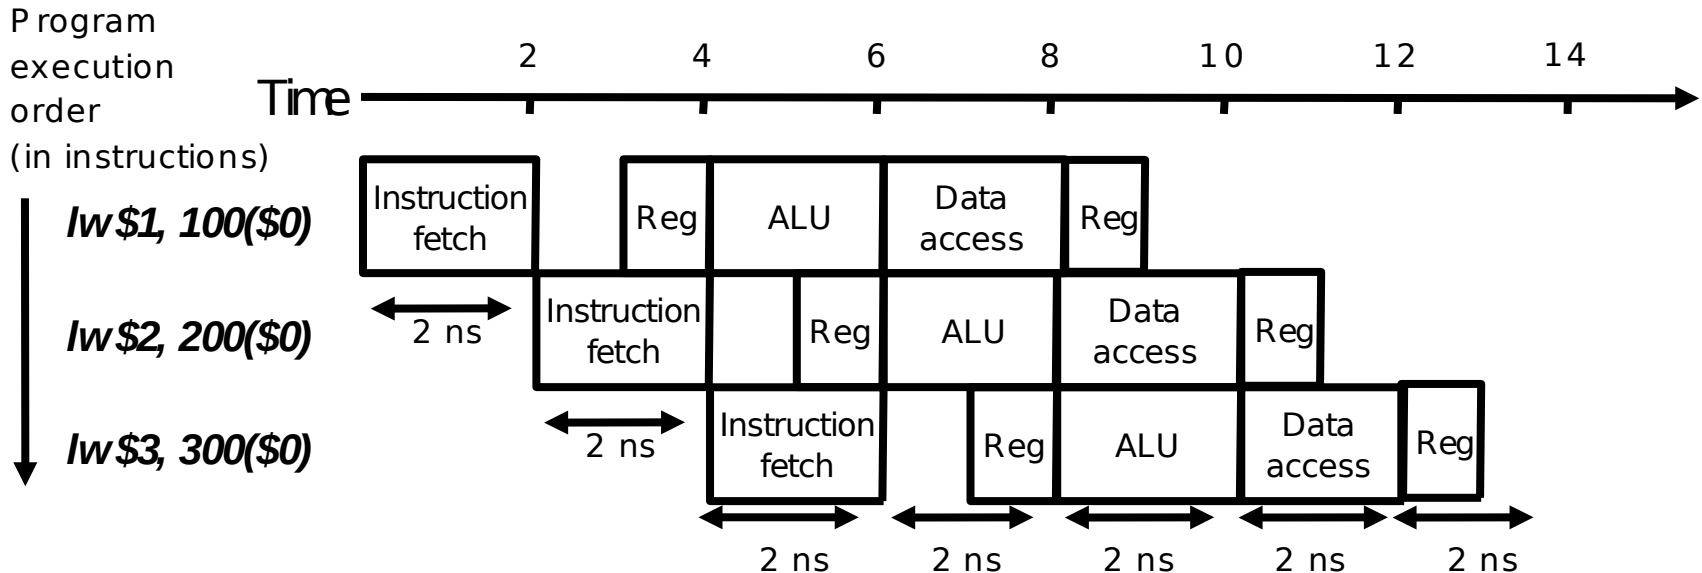 Program
execution
order
(in instructions)
Time
2 4 6 8 10 12 14
lw $1, 100($0)
Instruction
fetch
Reg
ALU
Data
access
Reg
2 ns
lw $2, 200($0)
Instruction
fetch
Reg
ALU
Data
access
Reg
2 ns
lw $3, 300($0)
Instruction
fetch
Reg
ALU
Data
access
Reg
2 ns 2 ns 2 ns 2 ns 2 ns